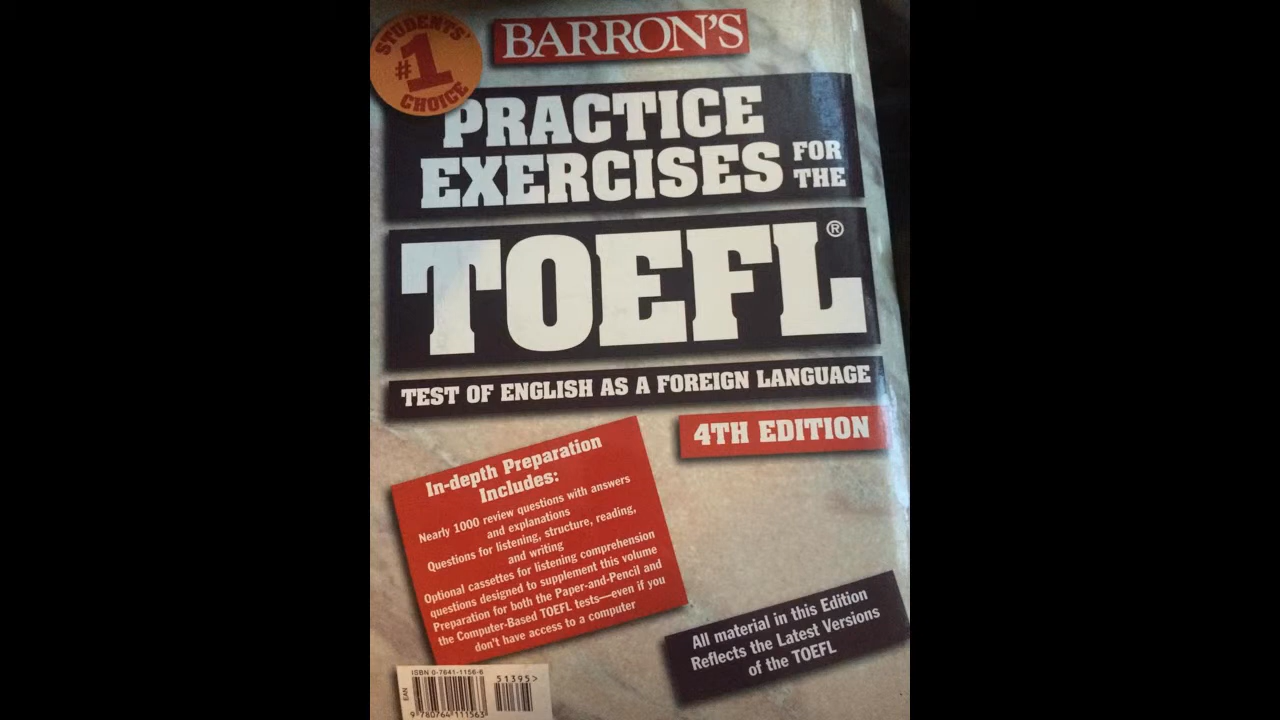 STUDENTS'
#1
CHOICE
BARRON'S
PRACTICE
EXERCISES FOR THE
TOEFL®
TEST OF ENGLISH AS A FOREIGN LANGUAGE
4TH EDITION
In-depth Preparation
Includes:
Nearly 1000 review questions with answers
and explanations
Questions for listening, structure, reading,
and writing
Optional cassettes for listening comprehension
questions designed to supplement this volume
Preparation for both the Paper-and-Pencil and
the Computer-Based TOEFL tests—even if you
don't have access to a computer
All material in this Edition
Reflects the Latest Versions
of the TOEFL
ISBN 0-7641-1156-6
51395>
EAN
9 780764 111563